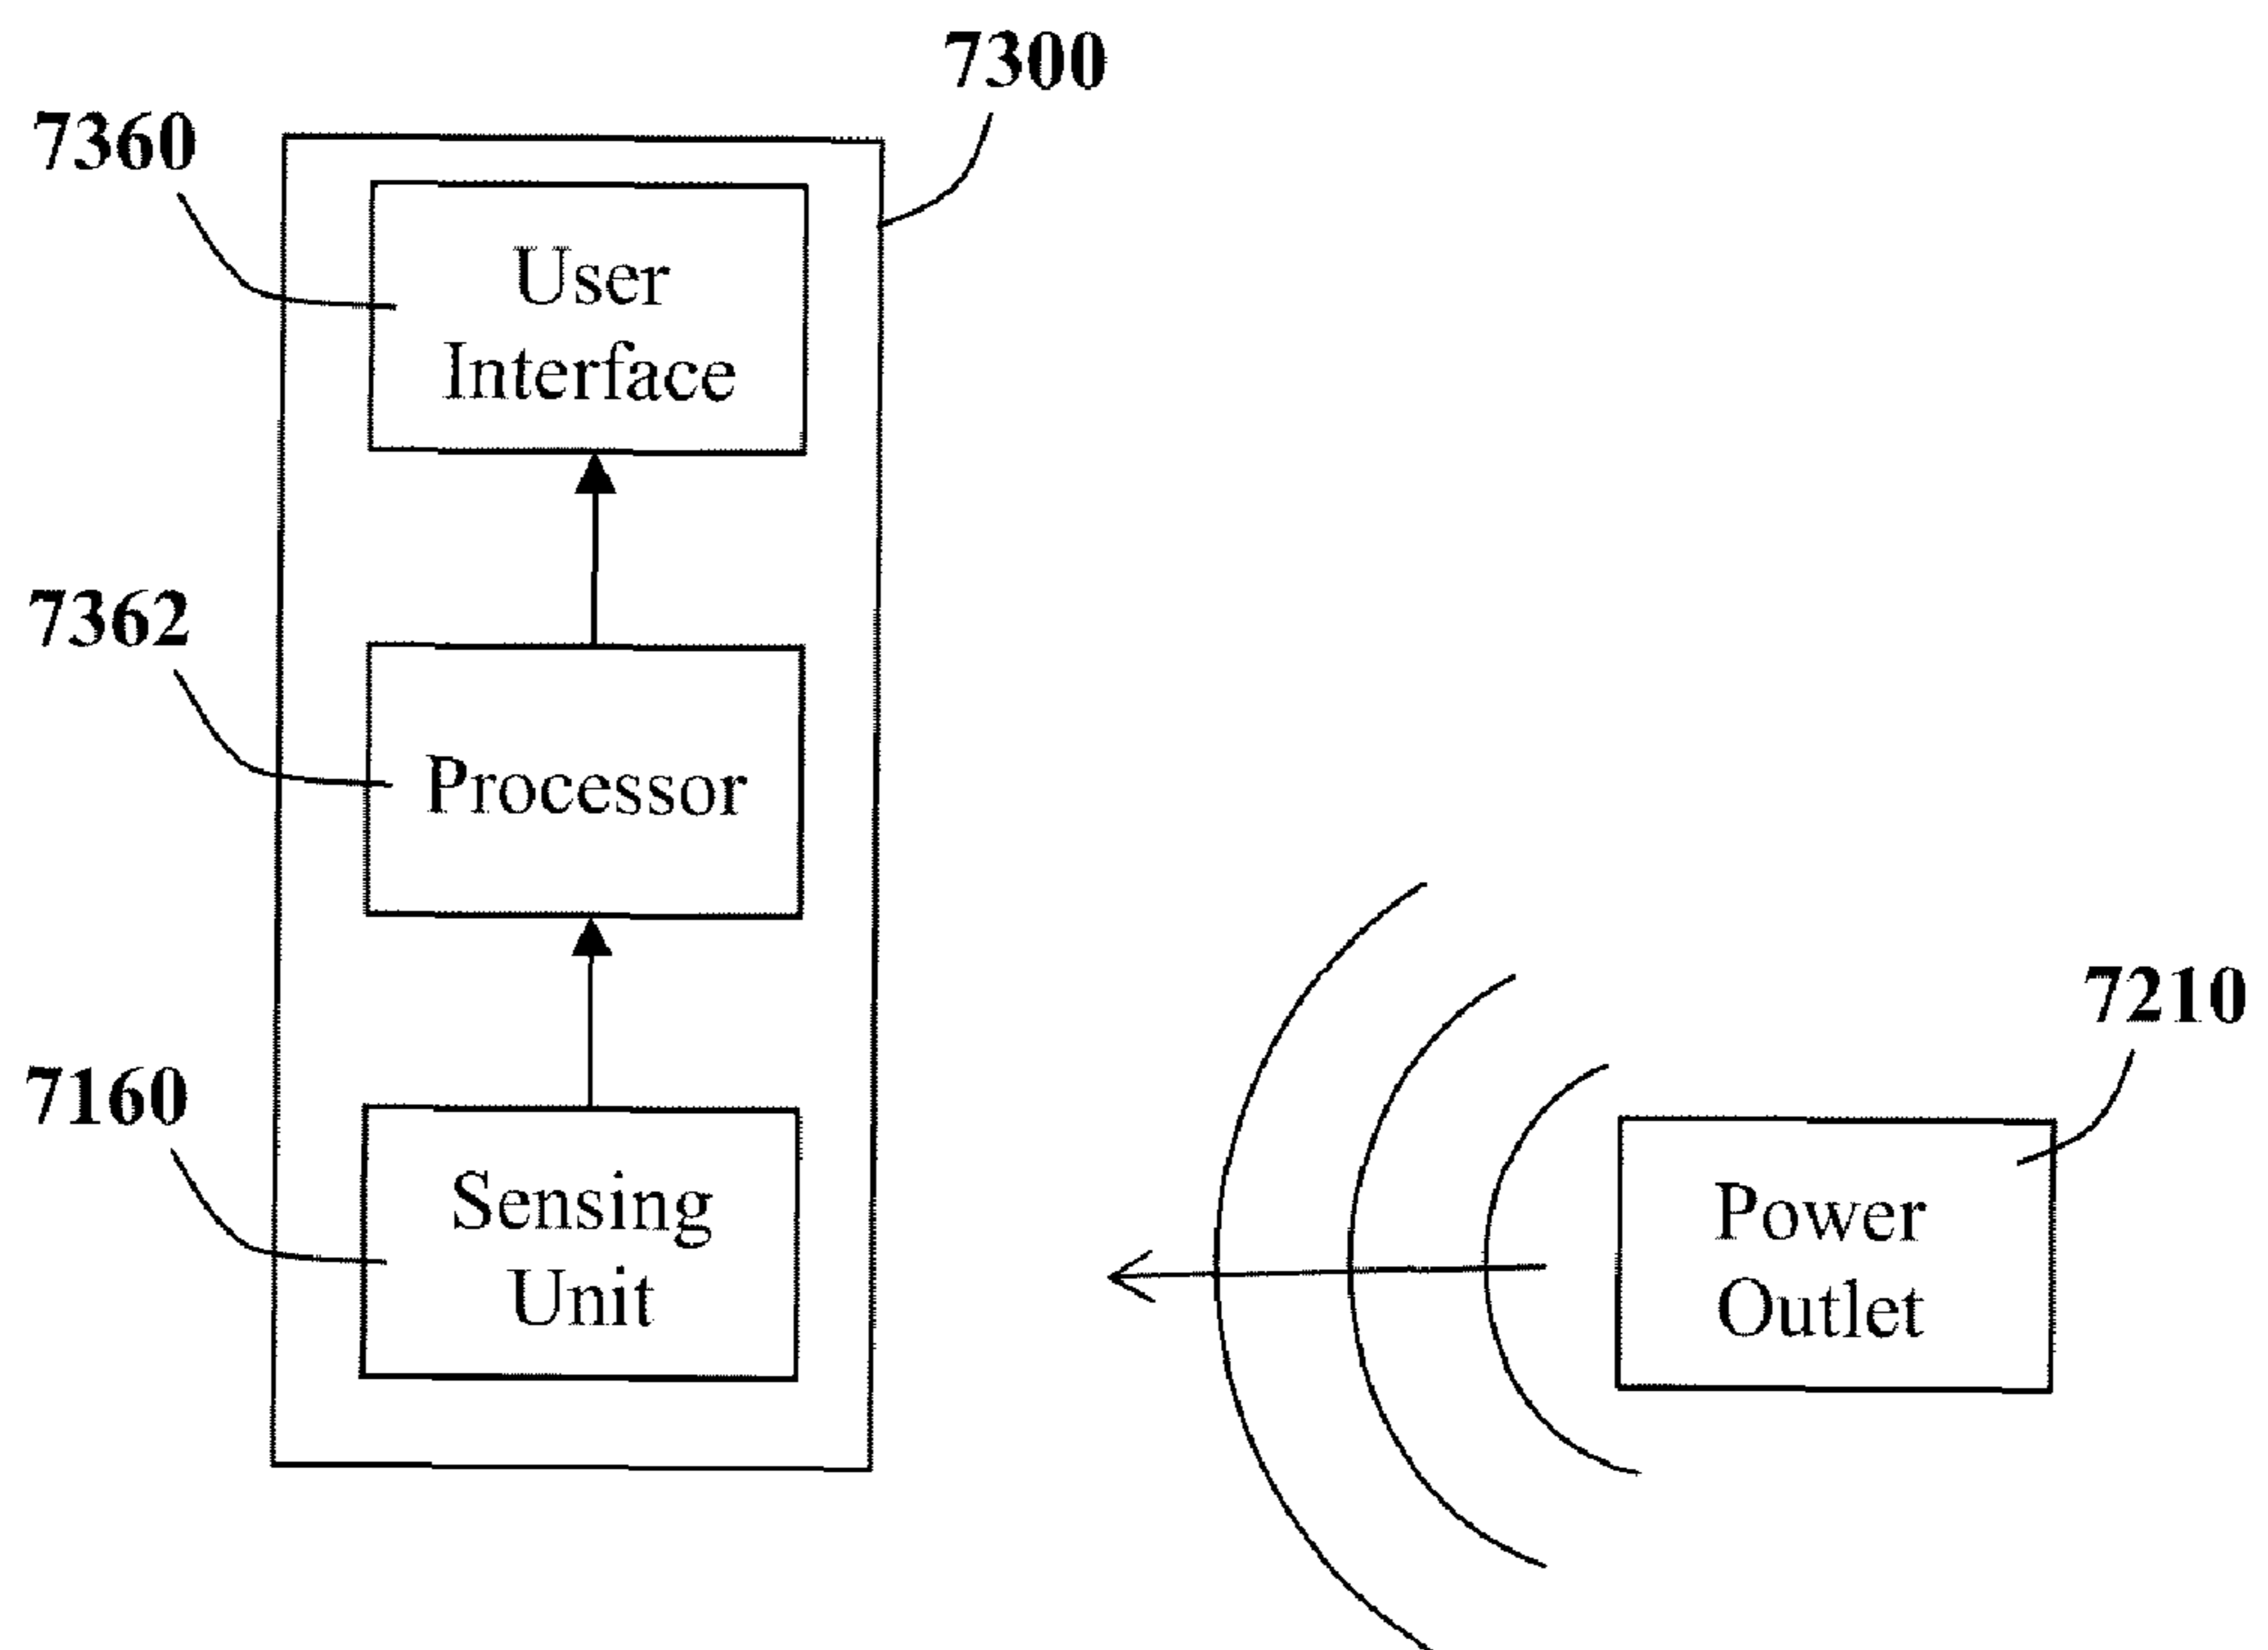 7300
7360
User
Interface
7362
Processor
7210
7160
Sensing
Unit
Power
Outlet